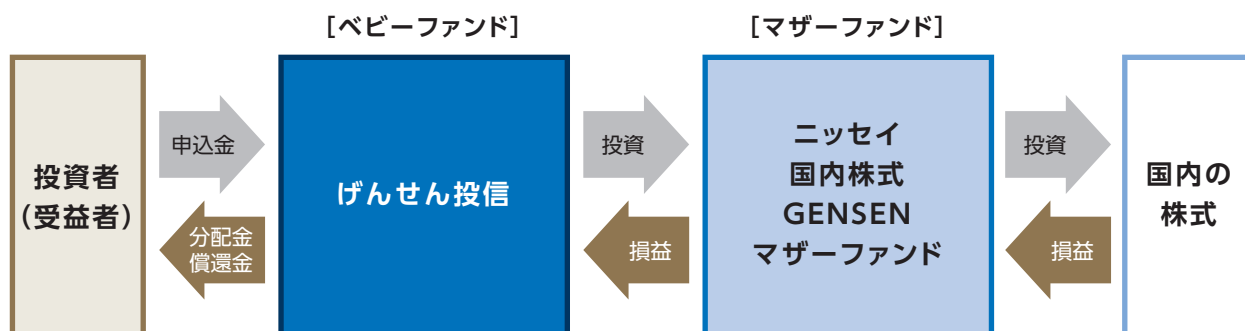 [ベビーファンド]
[マザーファンド]
投資者
(受益者)
申込金
分配金
償還金
げんせん投信
投資
損益
ニッセイ
国内株式
GENSEN
マザーファンド
投資
損益
国内の
株式